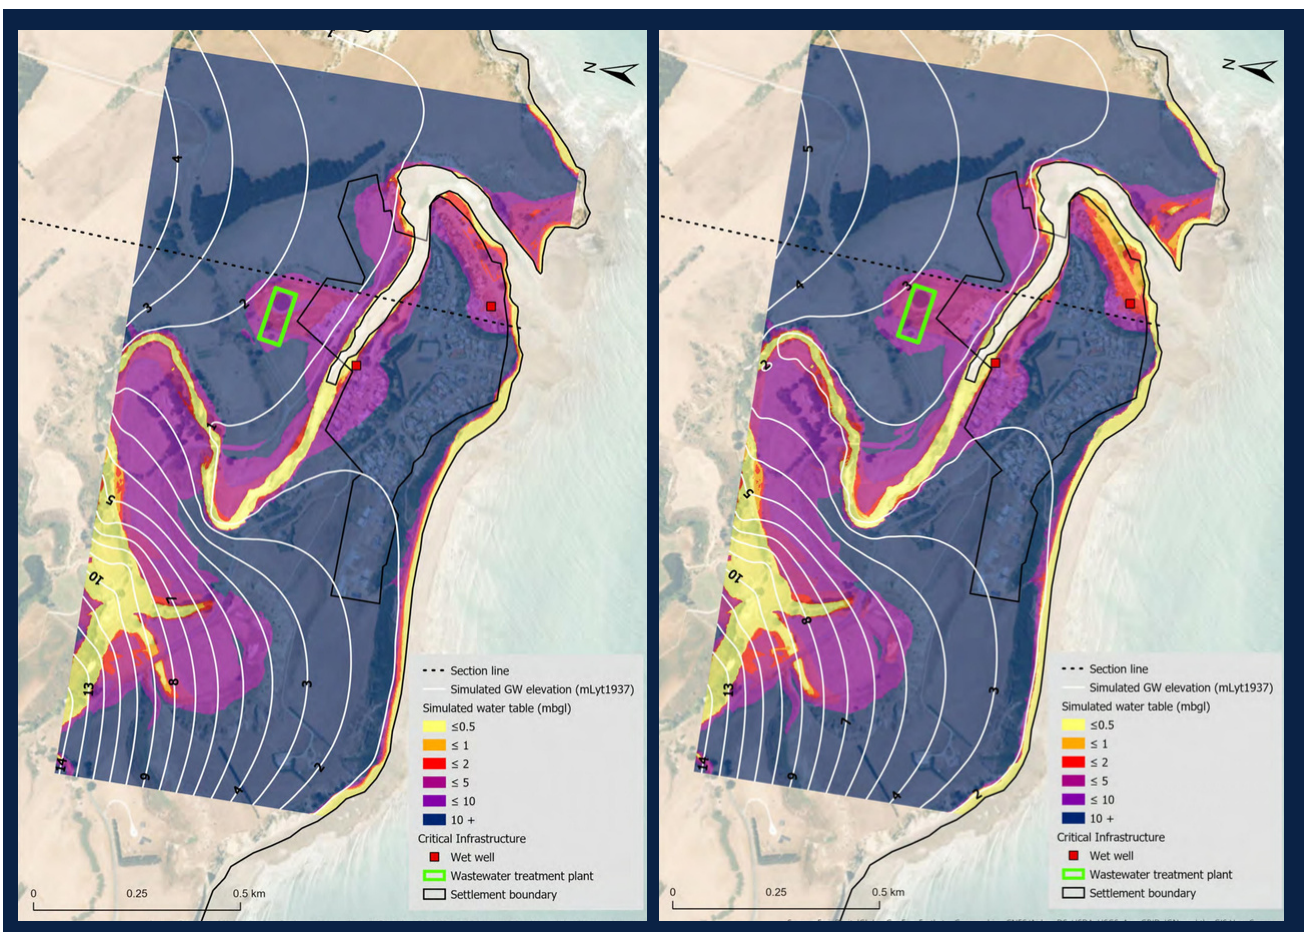 N
4
3
2
1
5
10
7
13
8
3
14
9
4
2
Section line
Simulated GW elevation (mLyt1937)
Simulated water table (mbgl)
≤0.5
≤ 1
≤ 2
≤ 5
≤ 10
10 +
Critical Infrastructure
Wet well
Wastewater treatment plant
Settlement boundary
0 0.25 0.5 km
N
5
4
3
2
5
10
8
13
3
7
14
9
4
2
Section line
Simulated GW elevation (mLyt1937)
Simulated water table (mbgl)
≤0.5
≤ 1
≤ 2
≤ 5
≤ 10
10 +
Critical Infrastructure
Wet well
Wastewater treatment plant
Settlement boundary
0 0.25 0.5 km